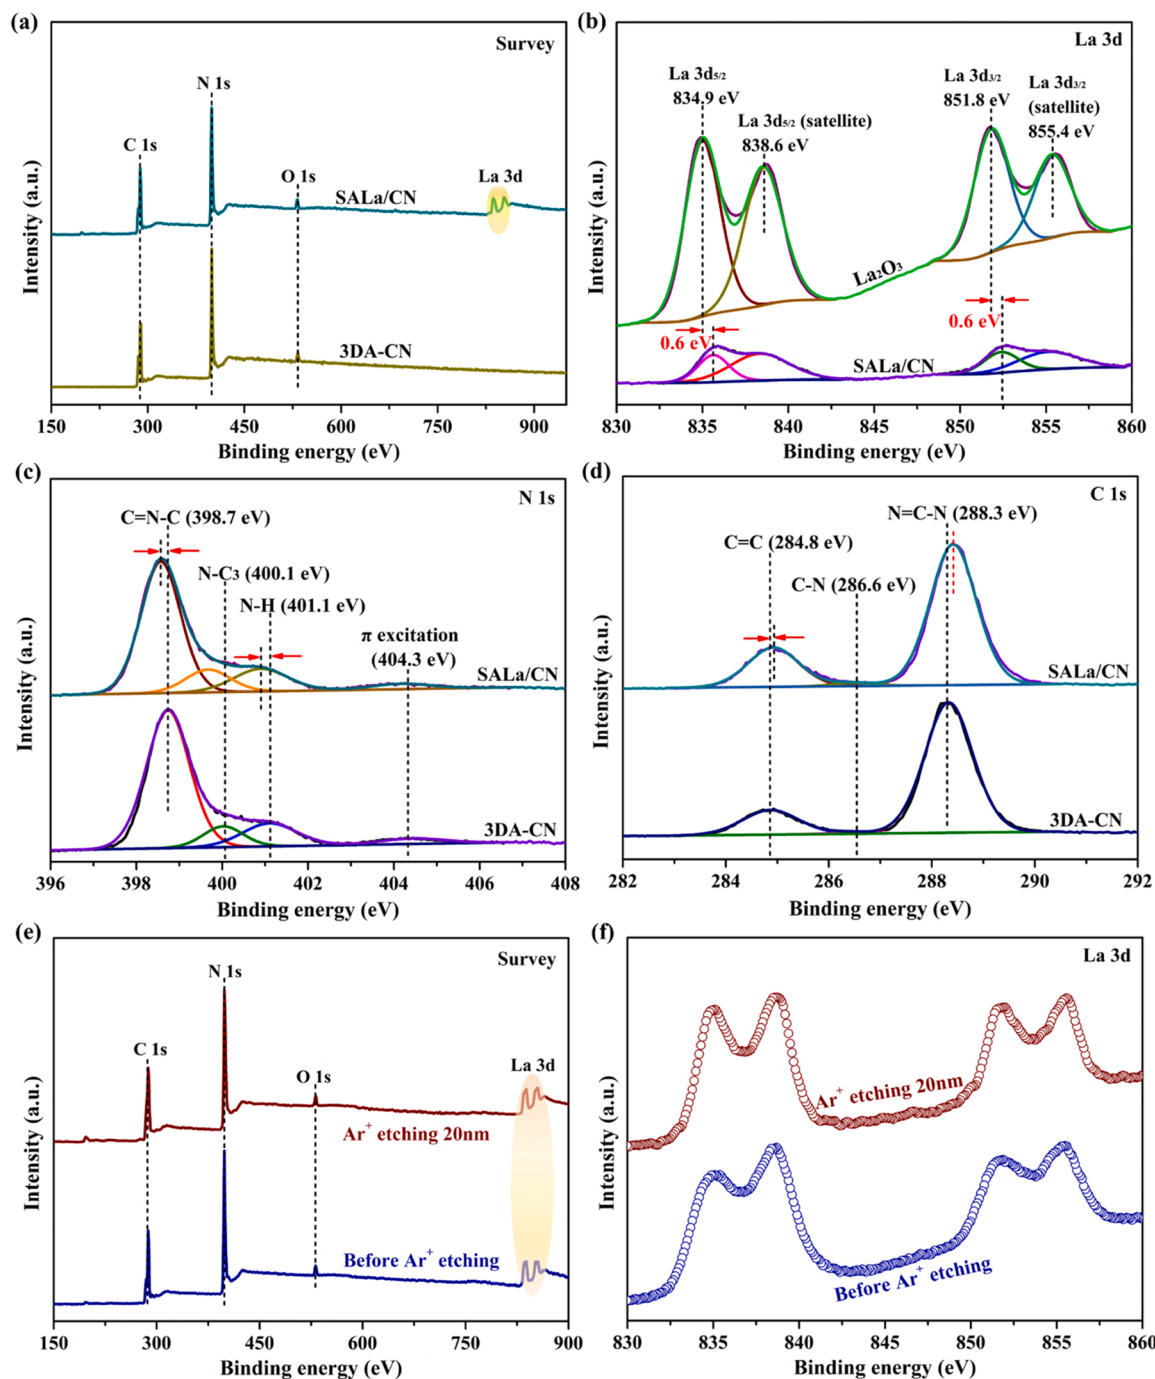 (a)
Survey
N 1s
C 1s
O 1s
La 3d
SALa/CN
3DA-CN
Intensity (a.u.)
150 300 450 600 750 900
Binding energy (eV)
(b)
La 3d
La 3d5/2
834.9 eV
La 3d5/2 (satellite)
838.6 eV
La 3d3/2
851.8 eV
La 3d3/2
(satellite)
855.4 eV
La2O3
0.6 eV
0.6 eV
SALa/CN
Intensity (a.u.)
830 835 840 845 850 855 860
Binding energy (eV)
(c)
N 1s
C=N-C (398.7 eV)
N-C3 (400.1 eV)
N-H (401.1 eV)
π excitation
(404.3 eV)
SALa/CN
3DA-CN
Intensity (a.u.)
396 398 400 402 404 406 408
Binding energy (eV)
(d)
C 1s
N=C-N (288.3 eV)
C=C (284.8 eV)
C-N (286.6 eV)
SALa/CN
3DA-CN
Intensity (a.u.)
282 284 286 288 290 292
Binding energy (eV)
(e)
Survey
N 1s
C 1s
O 1s
La 3d
Ar+ etching 20nm
Before Ar+ etching
Intensity (a.u.)
150 300 450 600 750 900
Binding energy (eV)
(f)
La 3d
Ar+ etching 20nm
Before Ar+ etching
Intensity (a.u.)
830 835 840 845 850 855 860
Binding energy (eV)